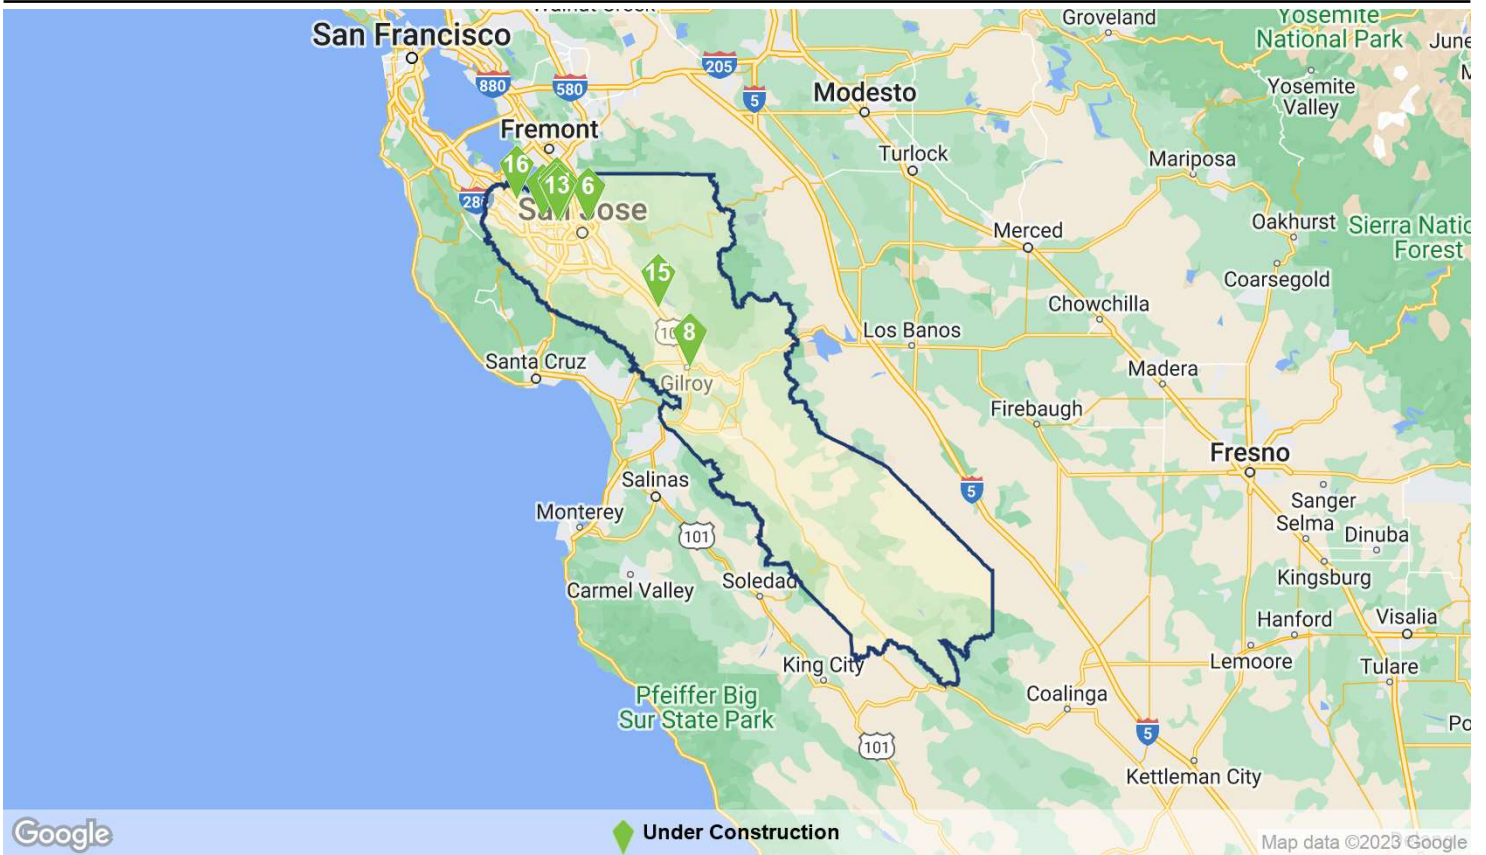 San Francisco
Groveland
Yosemite
National Park
June
Yosemite
Valley
880
580
205
5
Modesto
Fremont
Turlock
Mariposa
16
13
6
280
San Jose
Merced
Oakhurst
Sierra Natio
Forest
Coarsegold
15
Chowchilla
8
101
Los Banos
Santa Cruz
Gilroy
Madera
Firebaugh
Fresno
Salinas
5
Sanger
Monterey
Selma
101
Dinuba
Carmel Valley
Soledad
Kingsburg
Hanford
Visalia
King City
Lemoore
Tulare
Pfeiffer Big
Sur State Park
Coalinga
5
Po
101
Kettleman City
Google
Under Construction
Map data ©2023 Google